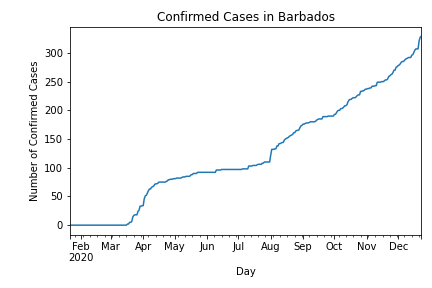 Confirmed Cases in Barbados
Number of Confirmed Cases
300
250
200
150
100
50
0
Feb Mar Apr May Jun Jul Aug Sep Oct Nov Dec
2020
Day